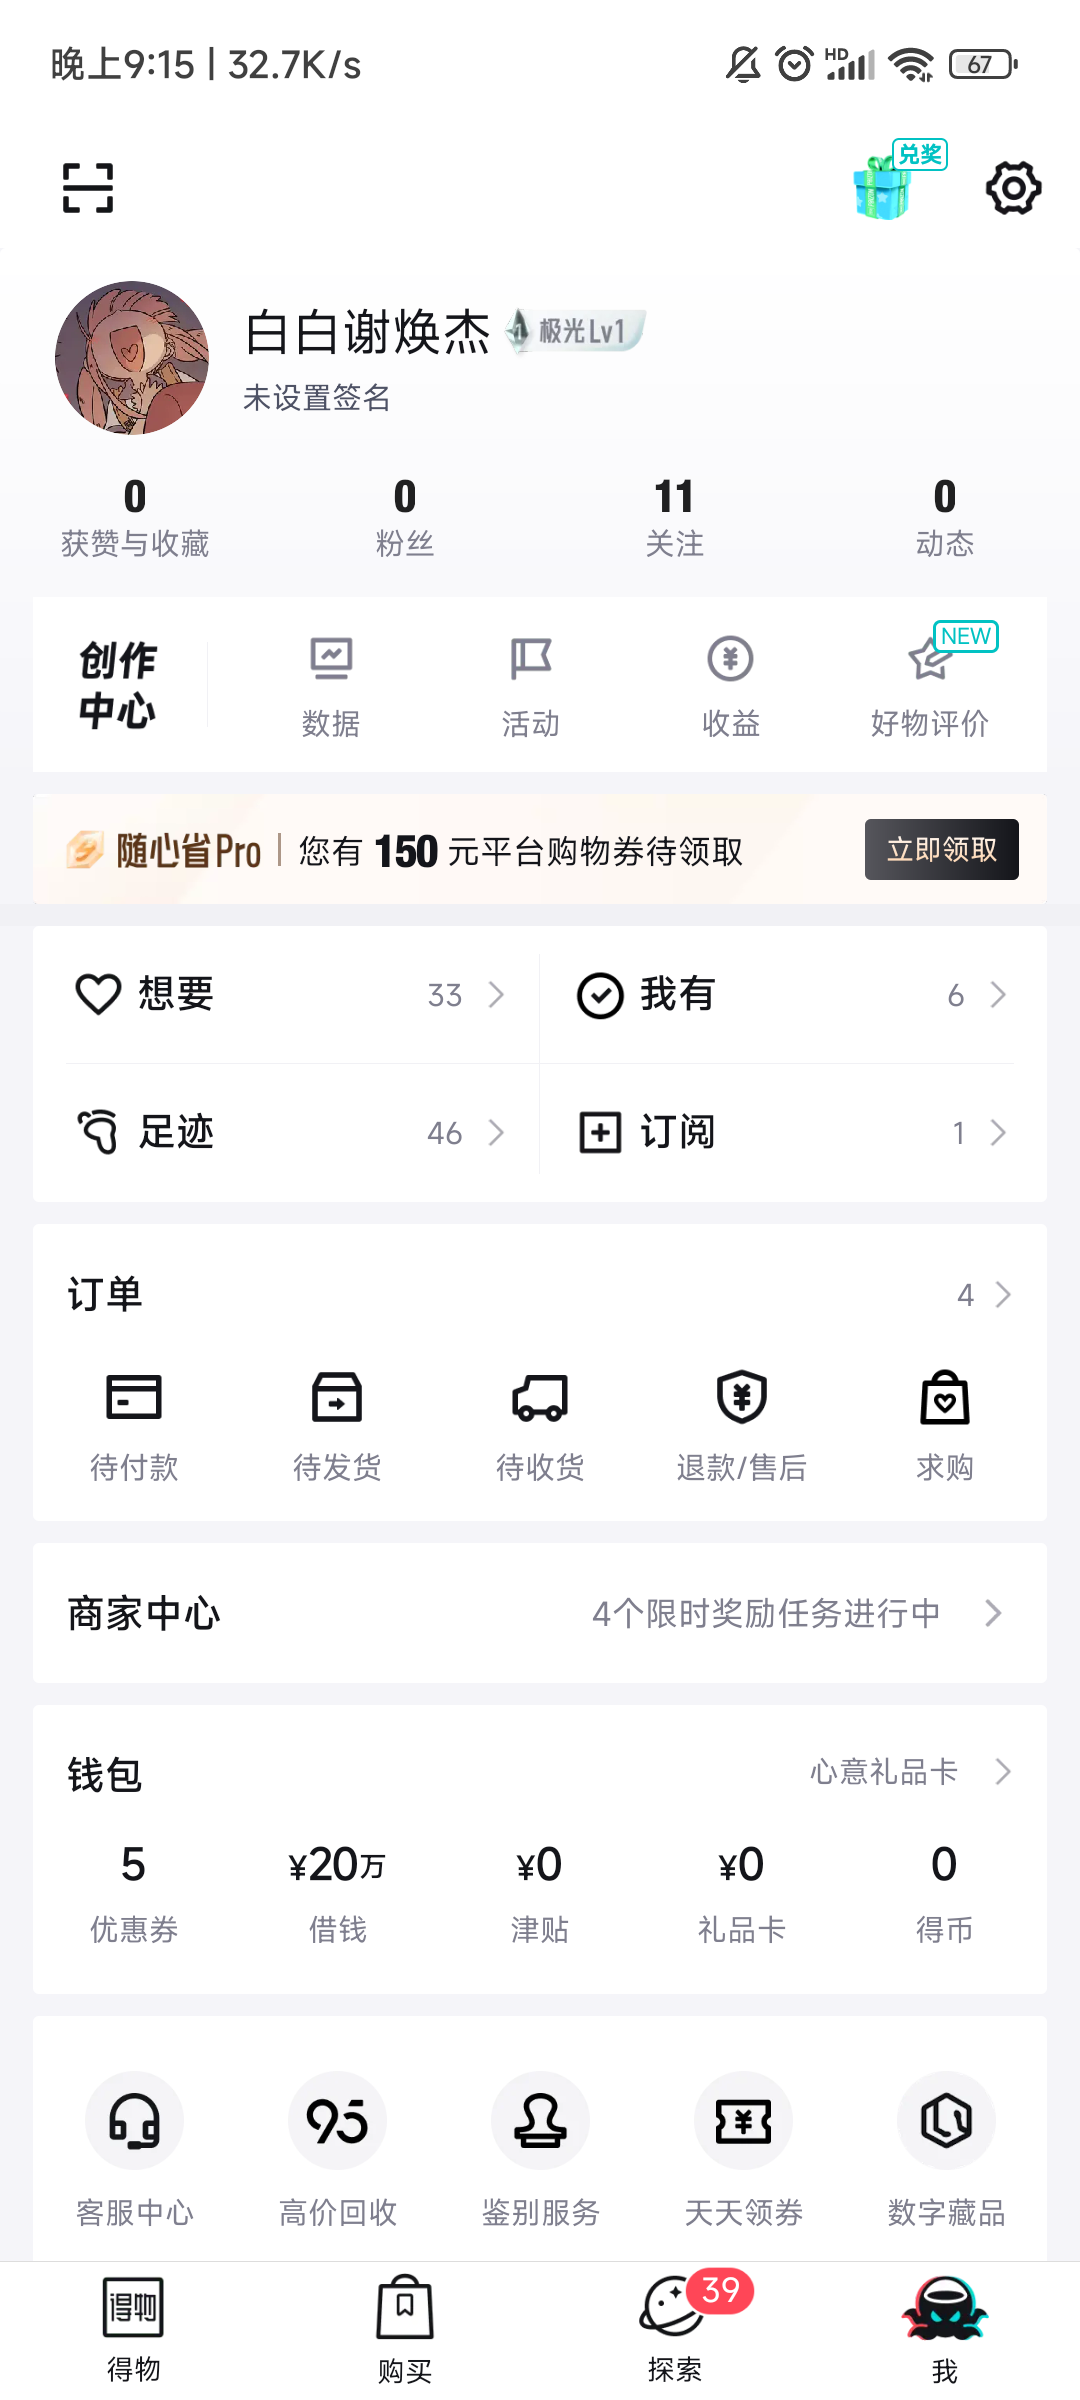 晚上9:15 | 32.7K/s
HD
67
兑奖
白白谢焕杰
极光Lv1
未设置签名
0
0
11
0
获赞与收藏
粉丝
关注
动态
创作
中心
NEW
数据
活动
收益
好物评价
随心省Pro
您有 150 元平台购物券待领取
立即领取
想要
33
我有
6
足迹
46
订阅
1
订单
4
待付款
待发货
待收货
退款/售后
求购
商家中心
4个限时奖励任务进行中
钱包
心意礼品卡
5
¥20万
¥0
¥0
0
优惠券
借钱
津贴
礼品卡
得币
95
客服中心
高价回收
鉴别服务
天天领券
数字藏品
得物
39
得物
购买
探索
我